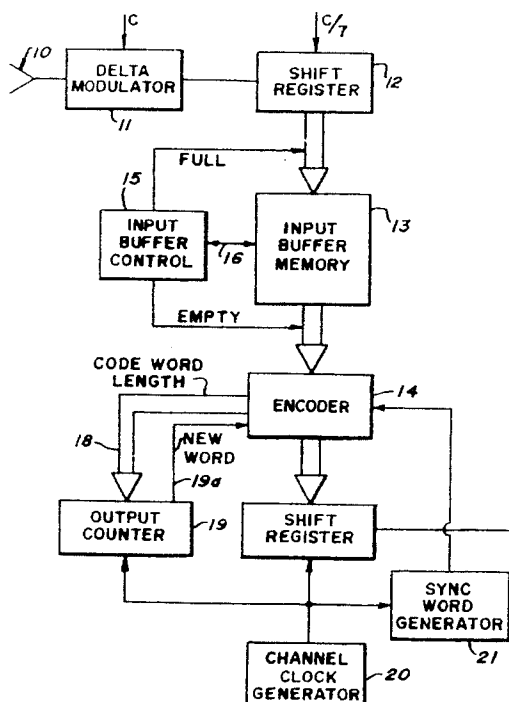 C
C/7
10
DELTA
MODULATOR
11
SHIFT
REGISTER
12
FULL
15
INPUT
BUFFER
CONTROL
16
INPUT
BUFFER
MEMORY
13
EMPTY
CODE WORD
LENGTH
ENCODER
14
18
NEW
WORD
19a
OUTPUT
COUNTER
19
SHIFT
REGISTER
SYNC
WORD
GENERATOR
21
CHANNEL
CLOCK
GENERATOR
20